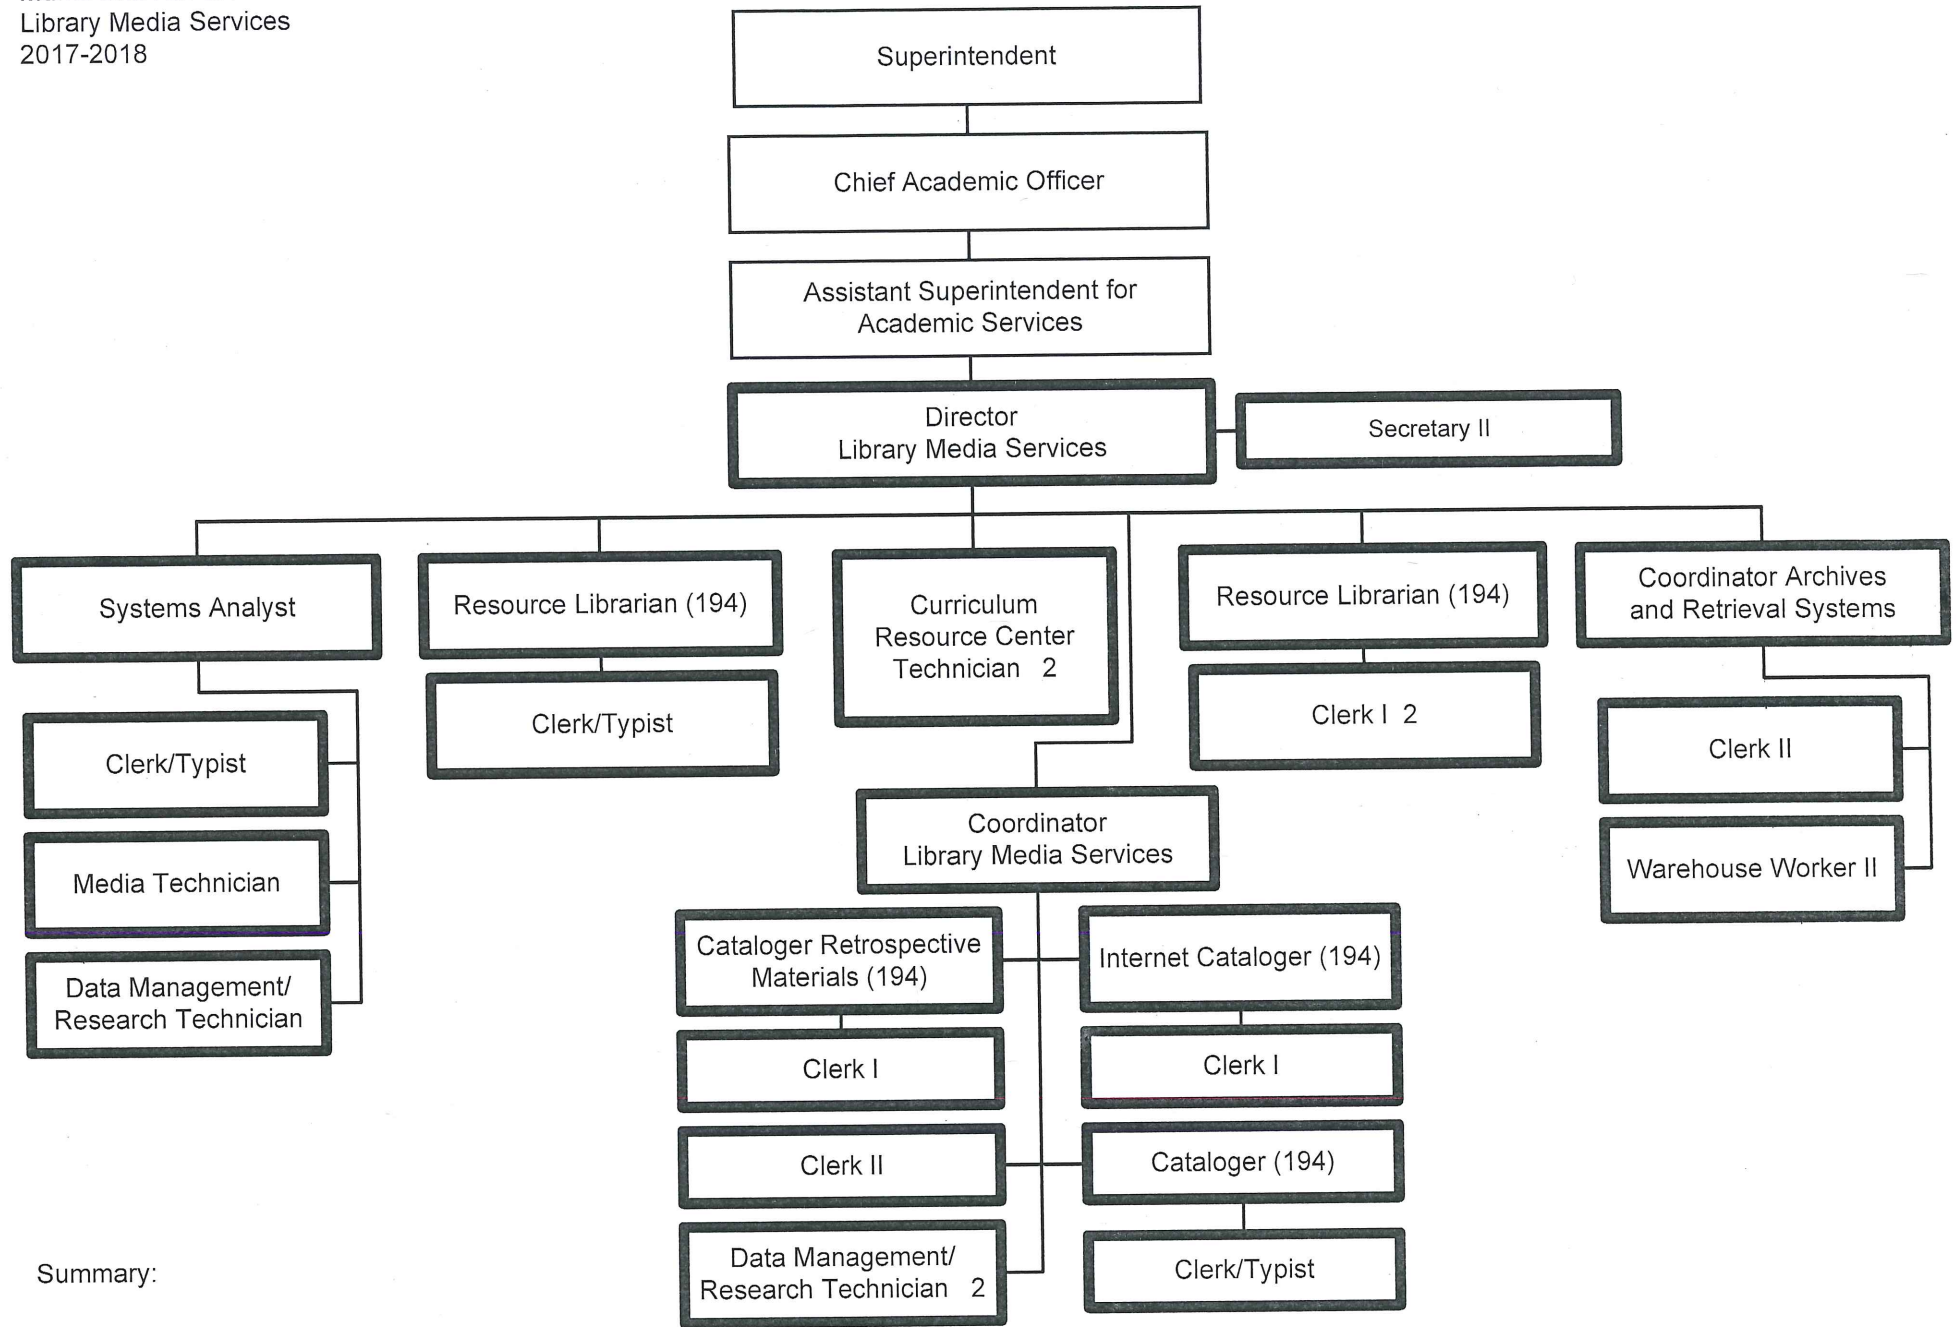 Library Media Services
2017-2018
Superintendent
Chief Academic Officer
Assistant Superintendent for
Academic Services
Director
Library Media Services
Secretary II
Systems Analyst
Resource Librarian (194)
Curriculum
Resource Center
Technician 2
Resource Librarian (194)
Coordinator Archives
and Retrieval Systems
Clerk/Typist
Media Technician
Data Management/
Research Technician
Clerk/Typist
Clerk I 2
Clerk II
Warehouse Worker II
Coordinator
Library Media Services
Cataloger Retrospective
Materials (194)
Internet Cataloger (194)
Clerk I
Clerk I
Clerk II
Cataloger (194)
Data Management/
Research Technician 2
Clerk/Typist
Summary: